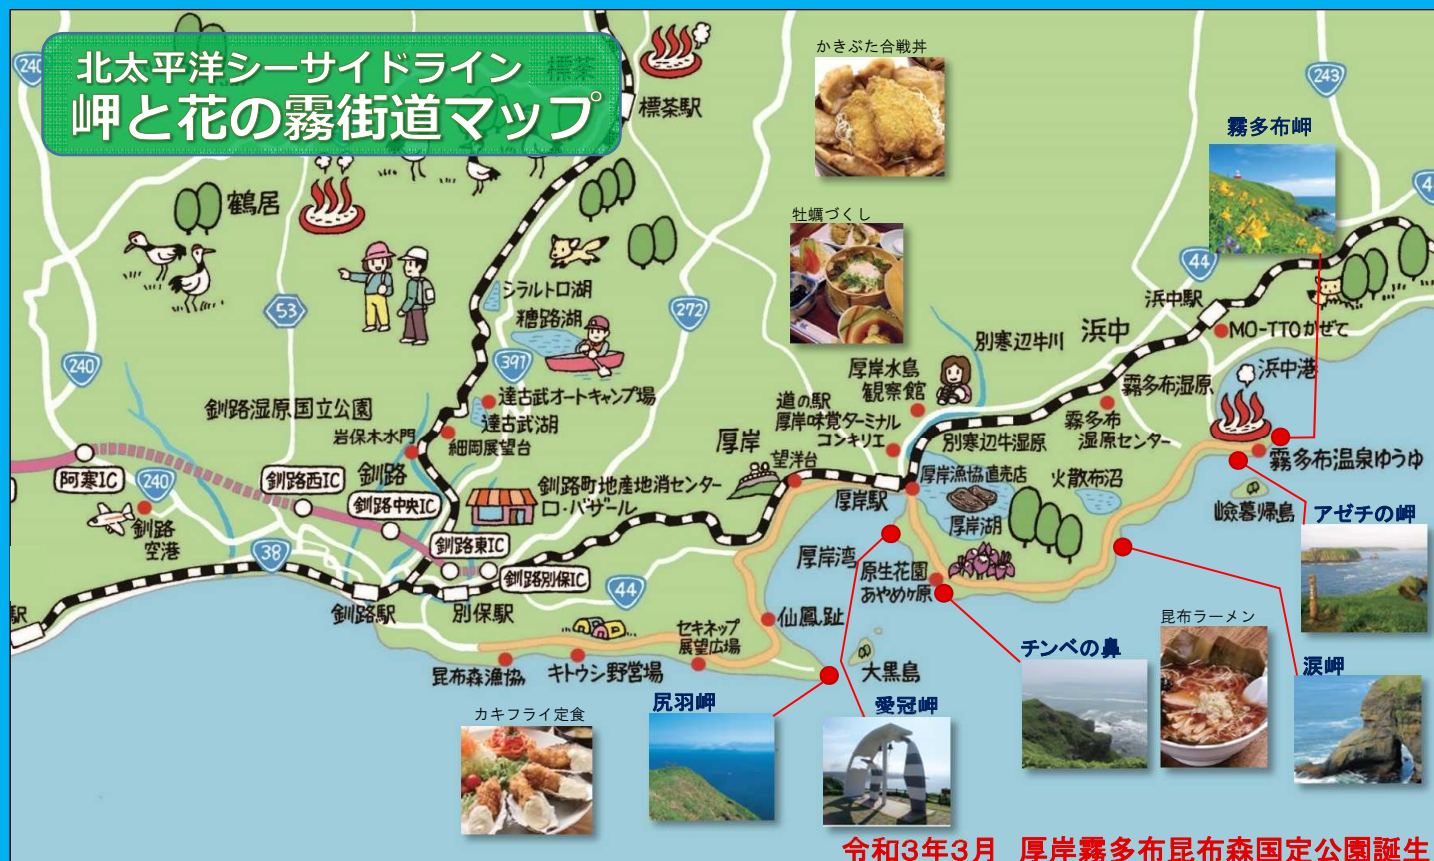 北太平洋シーサイドライン
岬と花の霧街道マップ
240
標茶
標茶駅
かきぶた合戦丼
243
霧多布岬
鶴居
牡蠣づくし
44
浜中駅
シラルトロ湖
53
272
塘路湖
MO-TTOかぜて
別寒辺牛川
浜中
240
397
厚岸水鳥
観察館
浜中港
達古武オートキャンプ場
霧多布湿原
釧路湿原国立公園
道の駅
厚岸味覚ターミナル
コンキリエ
霧多布
湿原センター
達古武湖
岩保木水門
細岡展望台
厚岸
別寒辺牛湿原
望洋台
霧多布温泉ゆうゆ
阿寒IC
240
釧路西IC
釧路
釧路町地産地消センター
ロ・バザール
厚岸駅
厚岸漁協直売店
火散布沼
釧路中央IC
釧路
空港
厚岸湖
嶮暮帰島
アゼチの岬
38
釧路東IC
釧路別保IC
44
厚岸湾
原生花園
あやめヶ原
駅
釧路駅
別保駅
仙鳳趾
セキネップ
展望広場
昆布ラーメン
昆布森漁協
キトウシ野営場
大黒島
チンベの鼻
涙岬
尻羽岬
愛冠岬
カキフライ定食
令和3年3月 厚岸霧多布昆布森国定公園誕生